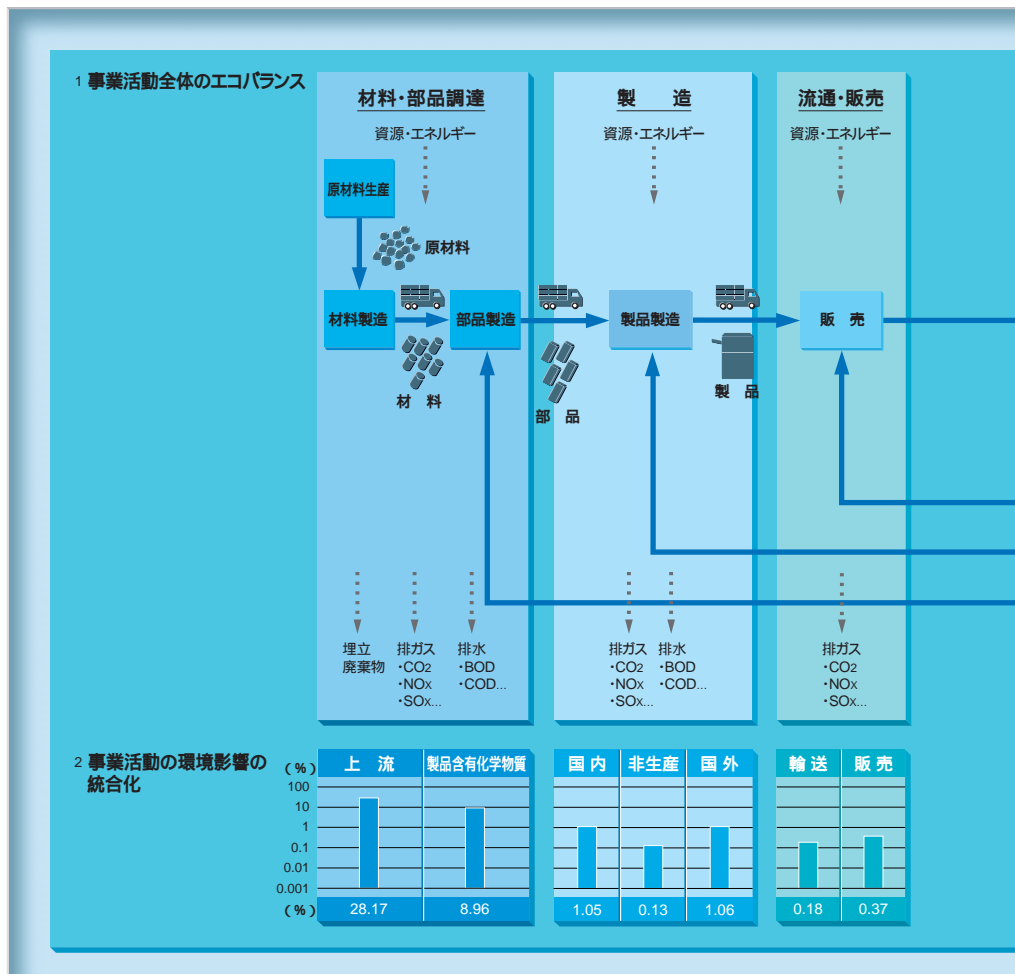 1 事業活動全体のエコバランス
材料・部品調達
資源・エネルギー
原材料生産
原材料
材料製造
部品製造
材 料
部 品
埋立
廃棄物
排ガス
・CO2
・NOx
・SOx...
排水
・BOD
・COD...
製 造
資源・エネルギー
製品製造
製 品
排ガス
・CO2
・NOx
・SOx...
排水
・BOD
・COD...
流通・販売
資源・エネルギー
販 売
排ガス
・CO2
・NOx
・SOx...
2 事業活動の環境影響の
統合化
(%) 上 流 製品含有化学物質 国 内 非生産 国 外 輸 送 販 売
100
10
1
0.1
0.01
0.001
(%) 28.17 8.96 1.05 0.13 1.06 0.18 0.37